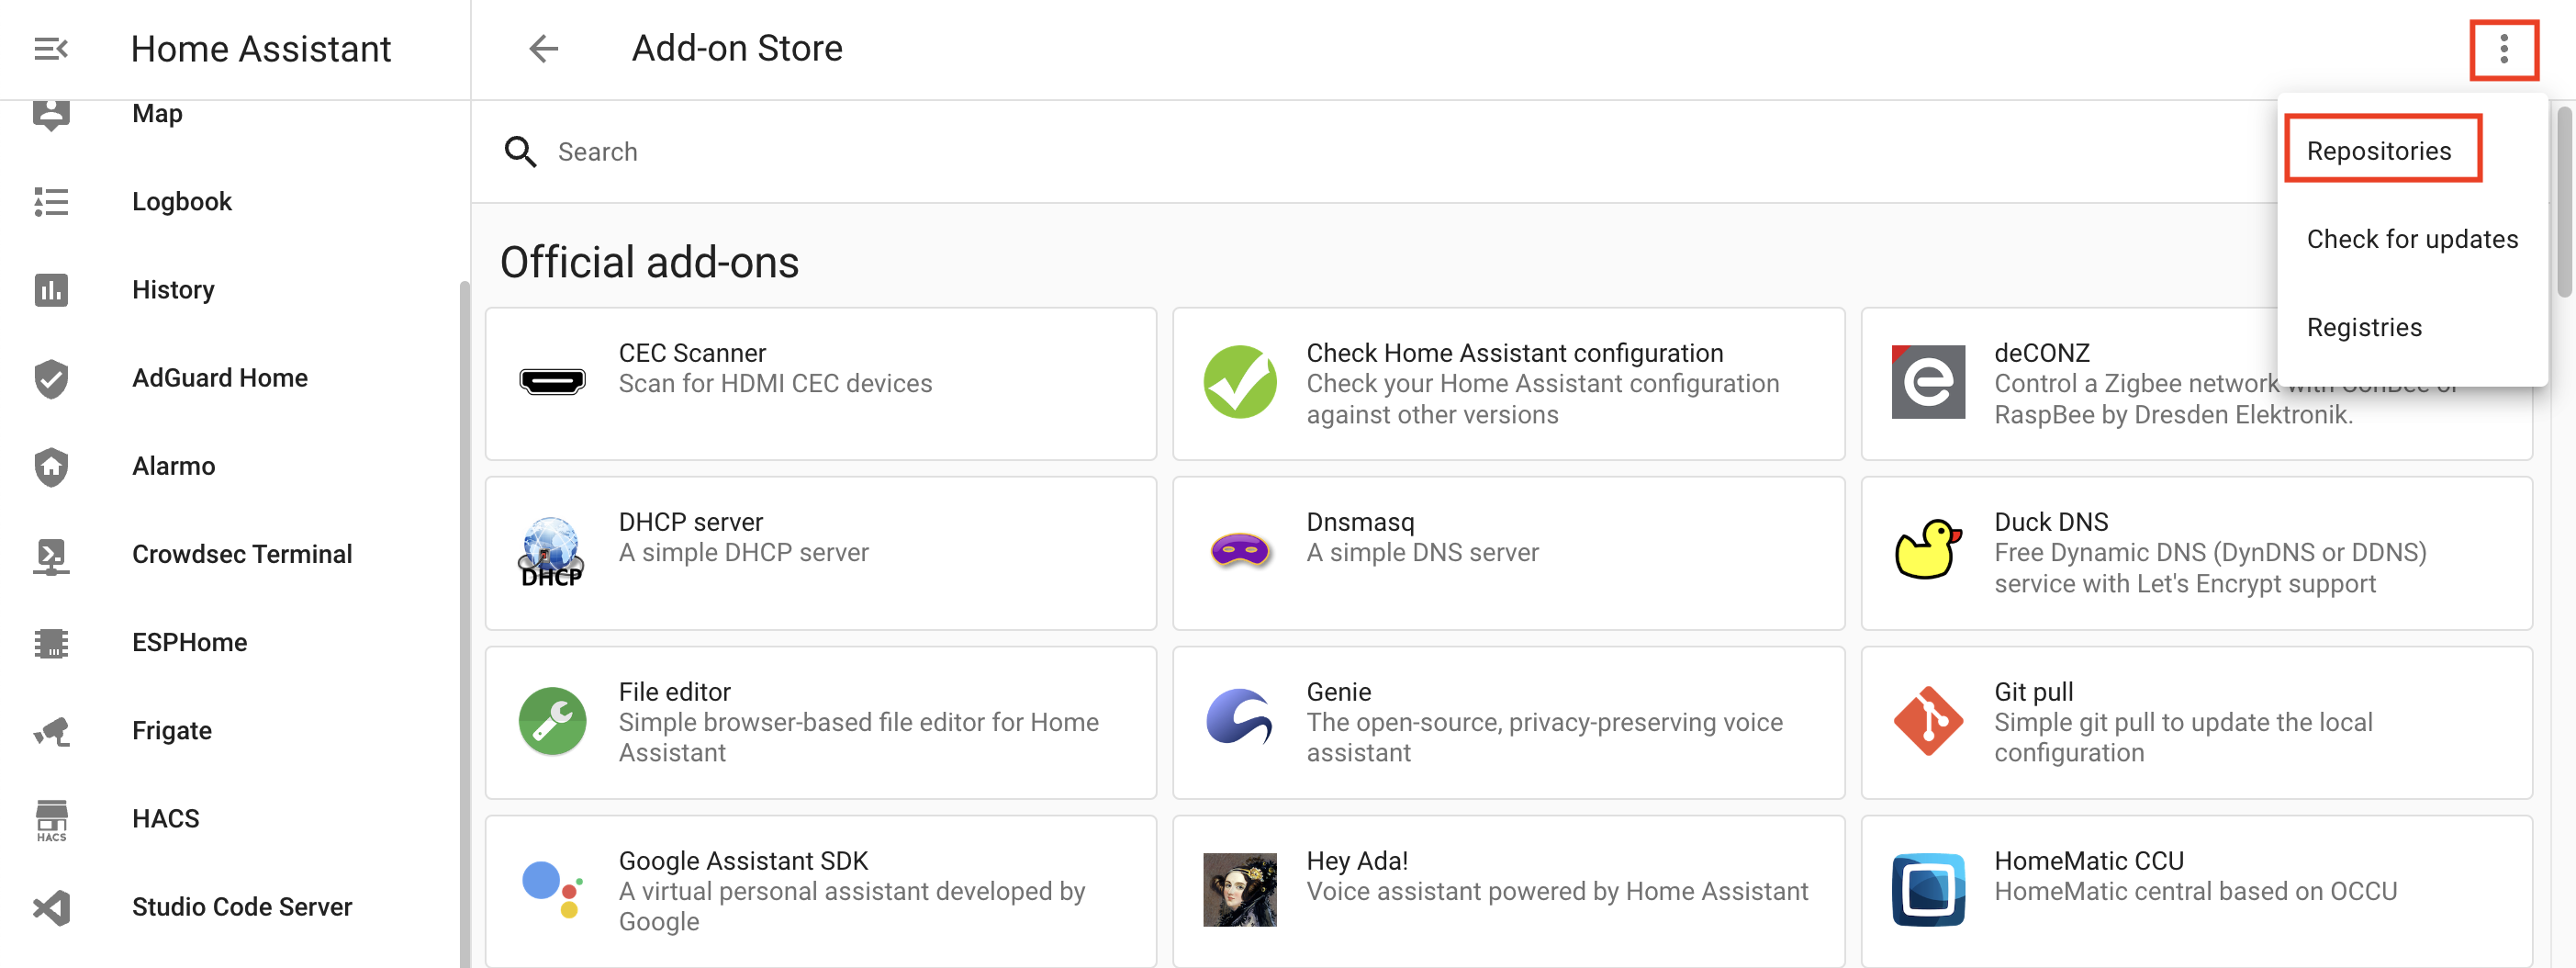 Home Assistant
Map
Logbook
History
AdGuard Home
Alarmo
Crowdsec Terminal
ESPHome
Frigate
HACS
HACS
Studio Code Server
Add-on Store
Search
Repositories
Check for updates
Registries
Official add-ons
CEC Scanner
Scan for HDMI CEC devices
Check Home Assistant configuration
Check your Home Assistant configuration
against other versions
deCONZ
Control a Zigbee network with ConBee or
RaspBee by Dresden Elektronik.
DHCP
DHCP server
A simple DHCP server
Dnsmasq
A simple DNS server
Duck DNS
Free Dynamic DNS (DynDNS or DDNS)
service with Let's Encrypt support
File editor
Simple browser-based file editor for Home
Assistant
Genie
The open-source, privacy-preserving voice
assistant
Git pull
Simple git pull to update the local
configuration
Google Assistant SDK
A virtual personal assistant developed by
Google
Hey Ada!
Voice assistant powered by Home Assistant
HomeMatic CCU
HomeMatic central based on OCCU